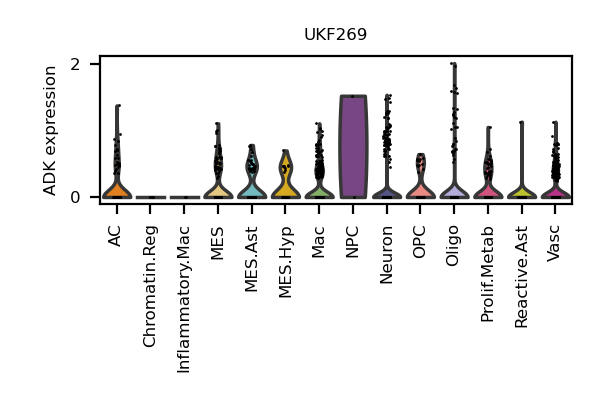 UKF269
ADK expression
2
0
AC
Chromatin.Reg
Inflammatory.Mac
MES
MES.Ast
MES.Hyp
Mac
NPC
Neuron
OPC
Oligo
Prolif.Metab
Reactive.Ast
Vasc